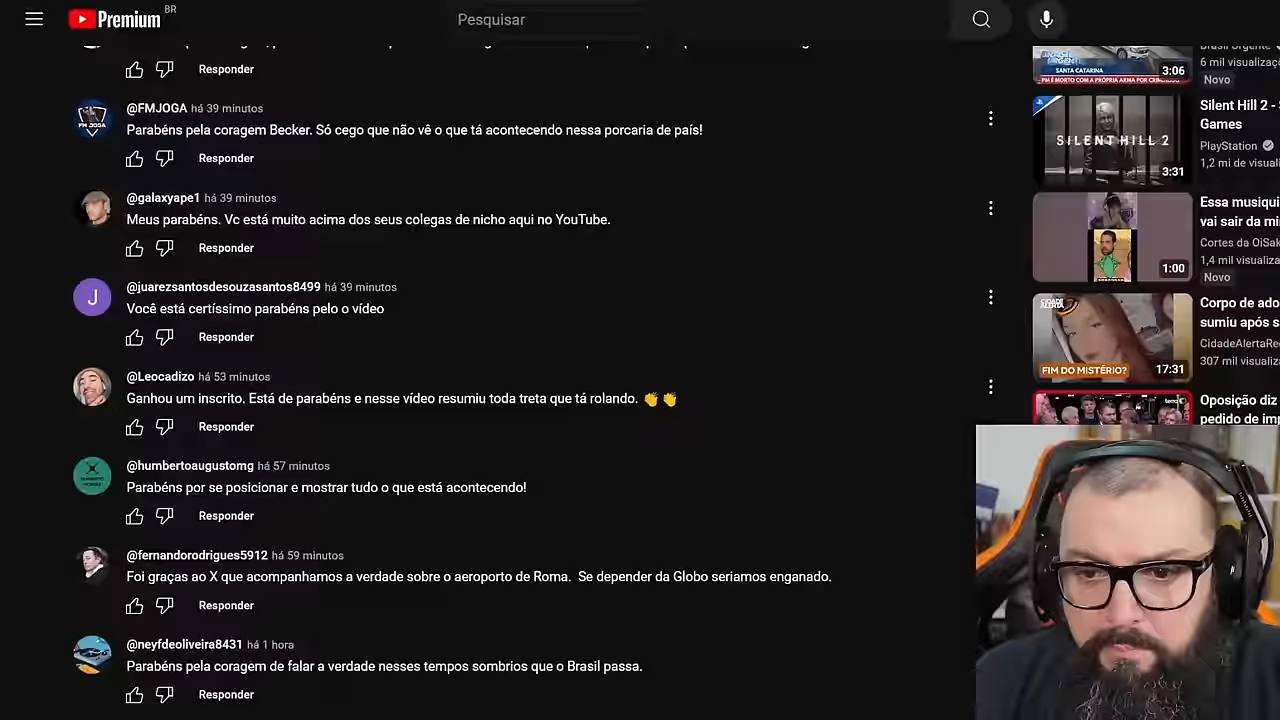 Premium BR
Pesquisar
Responder
@FMJOGA há 39 minutos
Parabéns pela coragem Becker. Só cego que não vê o que tá acontecendo nessa porcaria de país!
Responder
@galaxyape1 há 39 minutos
Meus parabéns. Vc está muito acima dos seus colegas de nicho aqui no YouTube.
Responder
J
@juarezsantosdesouzasantos8499 há 39 minutos
Você está certíssimo parabéns pelo o vídeo
Responder
@Leocadizo há 53 minutos
Ganhou um inscrito. Está de parabéns e nesse vídeo resumiu toda treta que tá rolando. 👏👏
Responder
@humbertoaugustomg há 57 minutos
Parabéns por se posicionar e mostrar tudo o que está acontecendo!
Responder
@fernandorodrigues5912 há 59 minutos
Foi graças ao X que acompanhamos a verdade sobre o aeroporto de Roma. Se depender da Globo seriamos enganado.
Responder
@neyfdeoliveira8431 há 1 hora
Parabéns pela coragem de falar a verdade nesses tempos sombrios que o Brasil passa.
Responder
SANTA CATARINA
3:06
6 mil visualizaç
Novo
SILENT HILL 2
3:31
Silent Hill 2 -
Games
PlayStation
1,2 mi de visuali
1:00
Essa musiqui
vai sair da mi
Cortes da OiSak
1,4 mil visualiza
Novo
CIDADE ALERTA
FIM DO MISTÉRIO?
17:31
Corpo de ado
sumiu após s
CidadeAlertaRe
307 mil visualiz
Oposição diz
pedido de imp